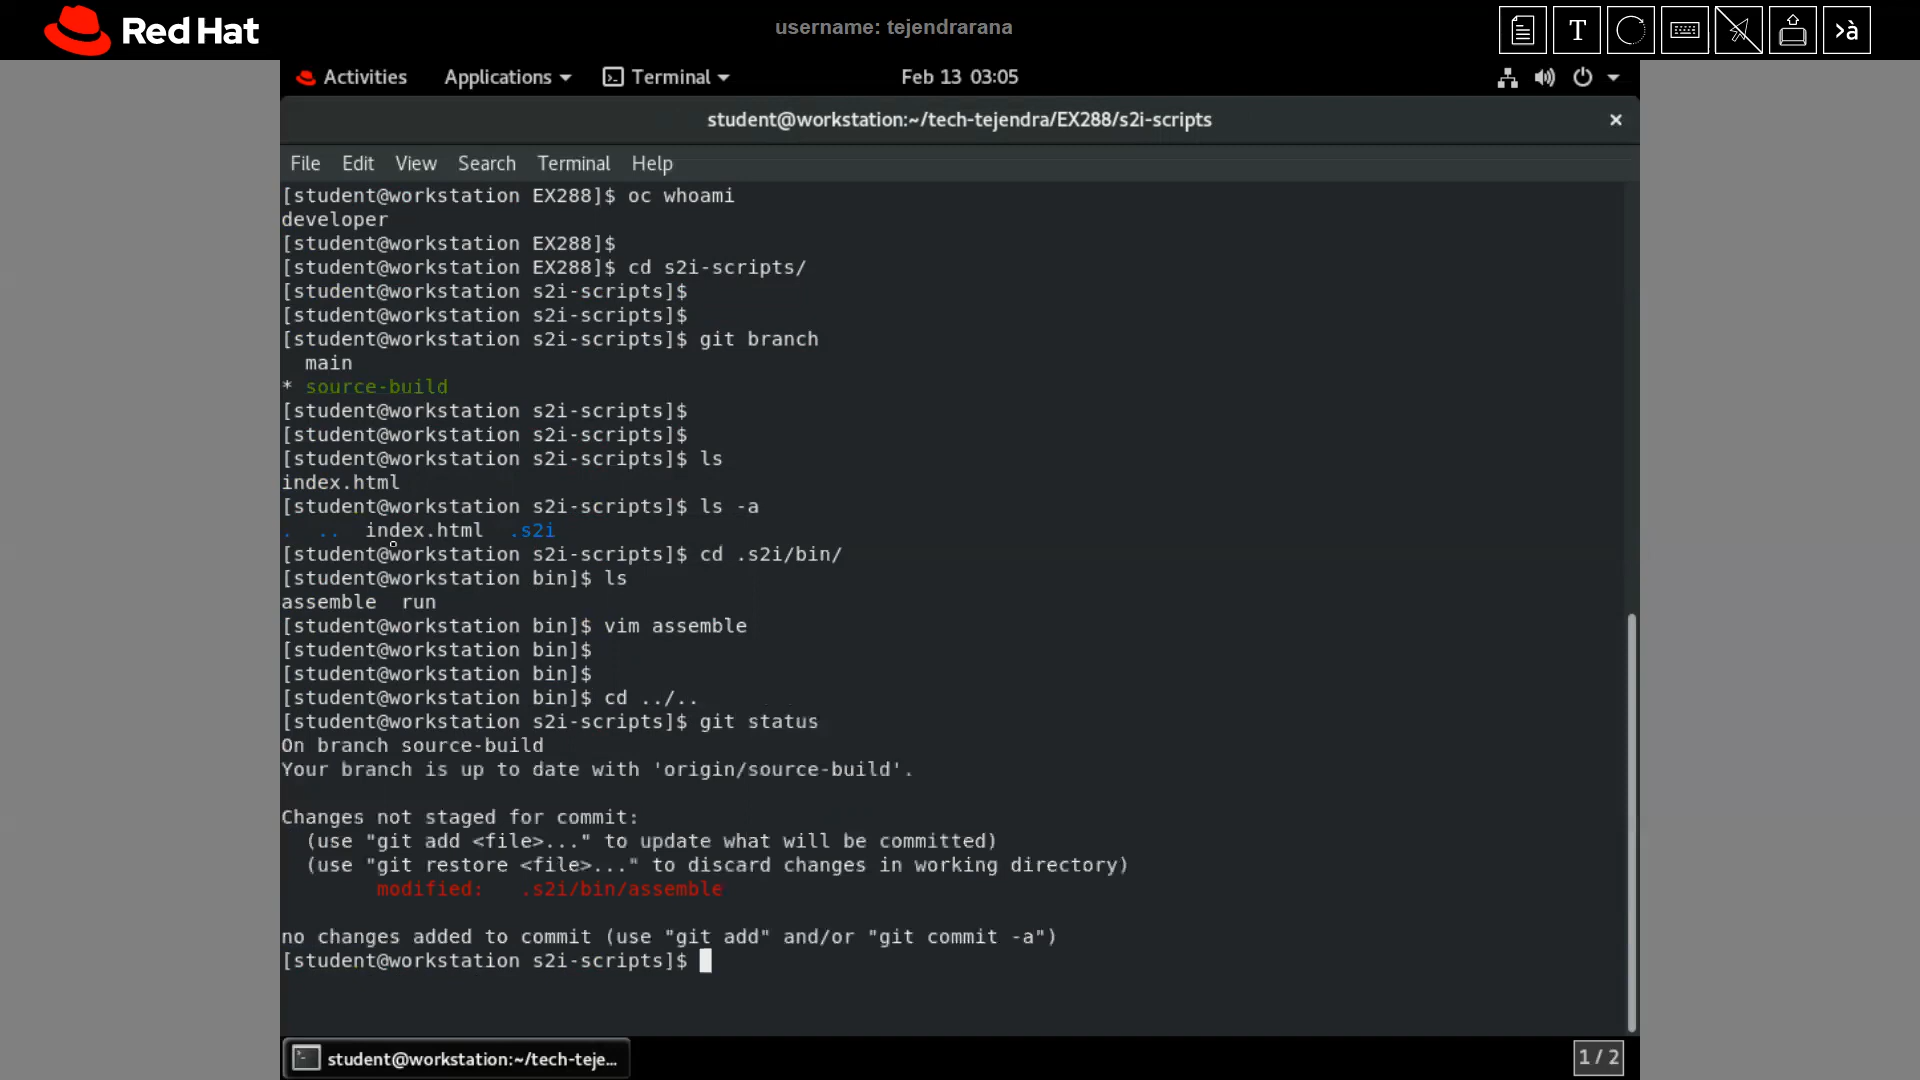 Red Hat
username: tejendrarana
T
>à
Activities Applications Terminal Feb 13 03:05
student@workstation:~/tech-tejendra/EX288/s2i-scripts ×
File Edit View Search Terminal Help
[student@workstation EX288]$ oc whoami
developer
[student@workstation EX288]$
[student@workstation EX288]$ cd s2i-scripts/
[student@workstation s2i-scripts]$
[student@workstation s2i-scripts]$
[student@workstation s2i-scripts]$ git branch
main
* source-build
[student@workstation s2i-scripts]$
[student@workstation s2i-scripts]$
[student@workstation s2i-scripts]$ ls
index.html
[student@workstation s2i-scripts]$ ls -a
. .. index.html .s2i
[student@workstation s2i-scripts]$ cd .s2i/bin/
[student@workstation bin]$ ls
assemble run
[student@workstation bin]$ vim assemble
[student@workstation bin]$
[student@workstation bin]$
[student@workstation bin]$ cd ../..
[student@workstation s2i-scripts]$ git status
On branch source-build
Your branch is up to date with 'origin/source-build'.
Changes not staged for commit:
(use "git add <file>..." to update what will be committed)
(use "git restore <file>..." to discard changes in working directory)
modified: .s2i/bin/assemble
no changes added to commit (use "git add" and/or "git commit -a")
[student@workstation s2i-scripts]$
student@workstation:~/tech-teje... 1 / 2